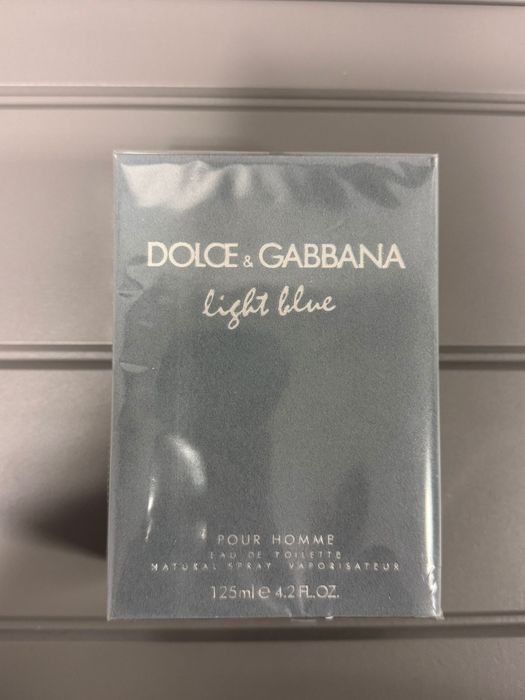 DOLCE & GABBANA
light blue
POUR HOMME
EAU DE TOILETTE
NATURAL SPRAY VAPORISATEUR
125ml ℮ 4.2 FL.OZ.